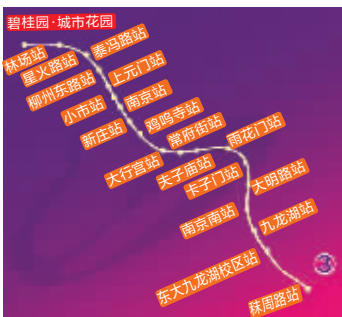 碧桂园·城市花园
林场站
星火路站
泰冯路站
柳州东路站
上元门站
小市站
南京站
新庄站
鸡鸣寺站
大行宫站
常府街站
夫子庙站
雨花门站
卡子门站
大明路站
南京南站
九龙湖站
东大九龙湖校区站
秣周路站
③